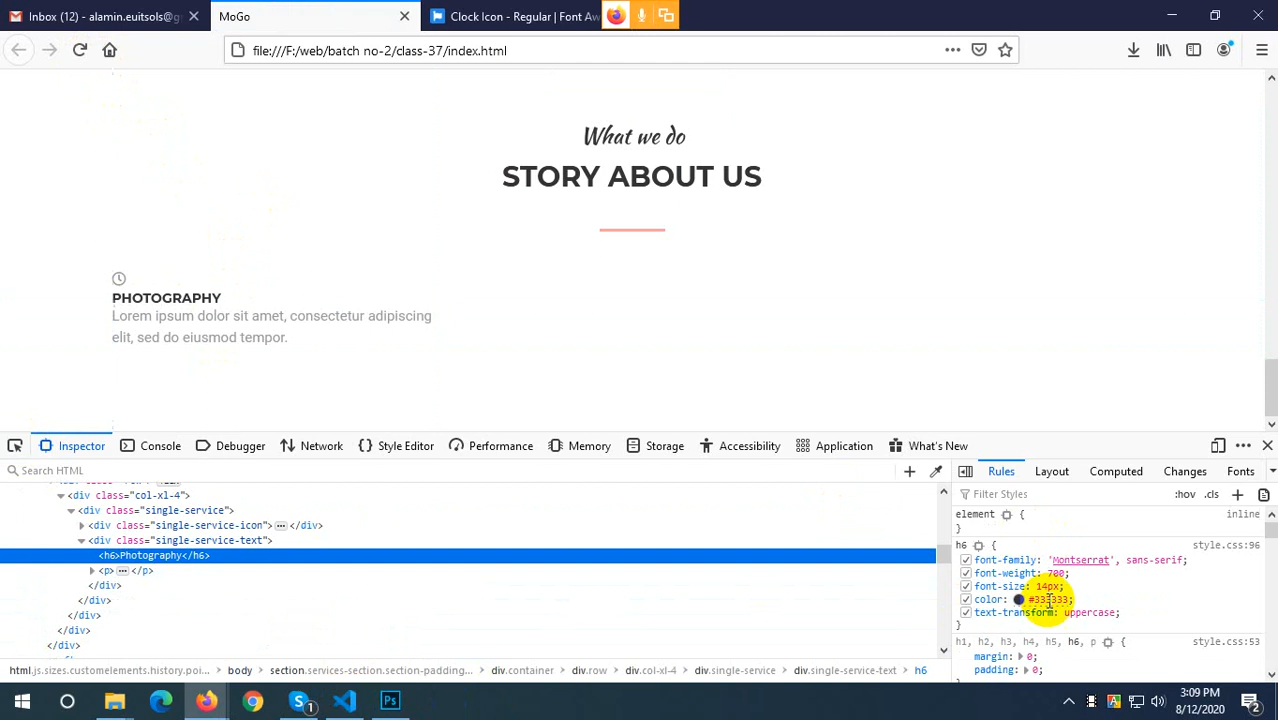 Inbox (12) - alamin.euitsols@g
MoGo
Clock Icon - Regular | Font Aw
file:///F:/web/batch no-2/class-37/index.html
What we do
STORY ABOUT US
PHOTOGRAPHY
Lorem ipsum dolor sit amet, consectetur adipiscing
elit, sed do eiusmod tempor.
Inspector Console Debugger Network Style Editor Performance Memory Storage Accessibility Application What's New
Search HTML
Rules Layout Computed Changes Fonts
Filter Styles :hov .cls
<div class="col-xl-4">
<div class="single-service">
<div class="single-service-icon"></div>
<div class="single-service-text">
<h6>Photography</h6>
<p></p>
</div>
</div>
</div>
</div>
element { inline
}
h6 { style.css:96
font-family: 'Montserrat', sans-serif;
font-weight: 700;
font-size: 14px;
color: #333333;
text-transform: uppercase;
}
h1, h2, h3, h4, h5, h6, p { style.css:53
margin: 0;
padding: 0;
html.js.sizes.customelements.history.poi... body section.services-section.section-padding... div.container div.row div.col-xl-4 div.single-service div.single-service-text h6
3:09 PM
8/12/2020